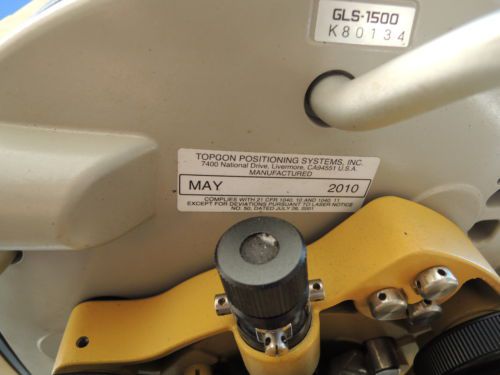 GLS-1500
K80134
TOPCON POSITIONING SYSTEMS, INC.
7400 National Drive, Livermore, CA94551 U.S.A.
MANUFACTURED
MAY 2010
COMPLIES WITH 21 CFR 1040.10 AND 1040.11
EXCEPT FOR DEVIATIONS PURSUANT TO LASER NOTICE
NO. 50, DATED JULY 26, 2001